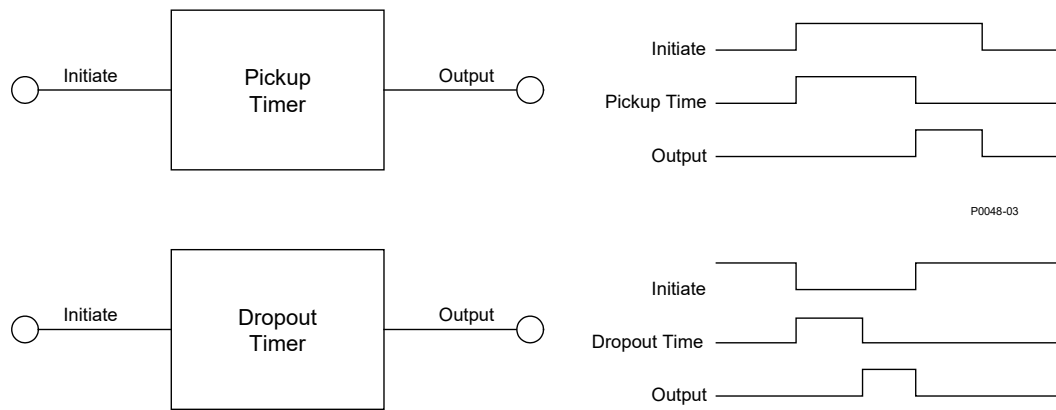 Initiate
Pickup
Timer
Output
Initiate
Pickup Time
Output
P0048-03
Initiate
Dropout
Timer
Output
Initiate
Dropout Time
Output